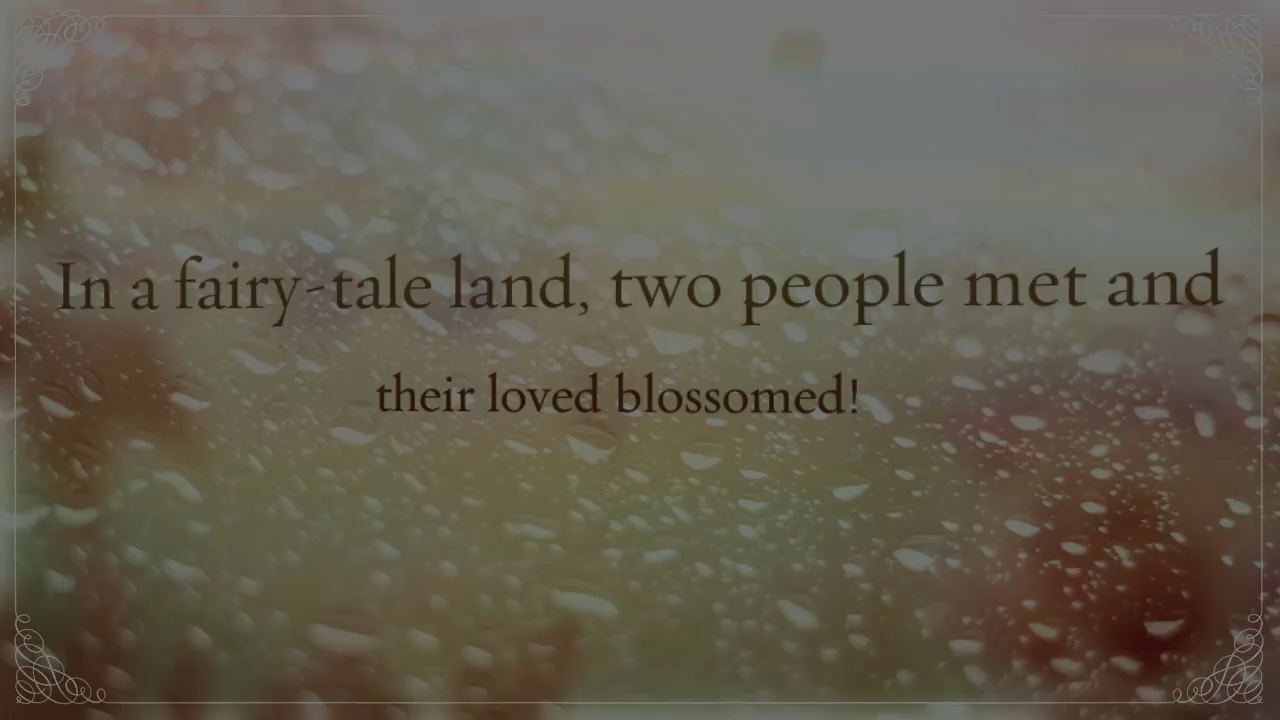 In a fairy-tale land, two people met and
their loved blossomed!